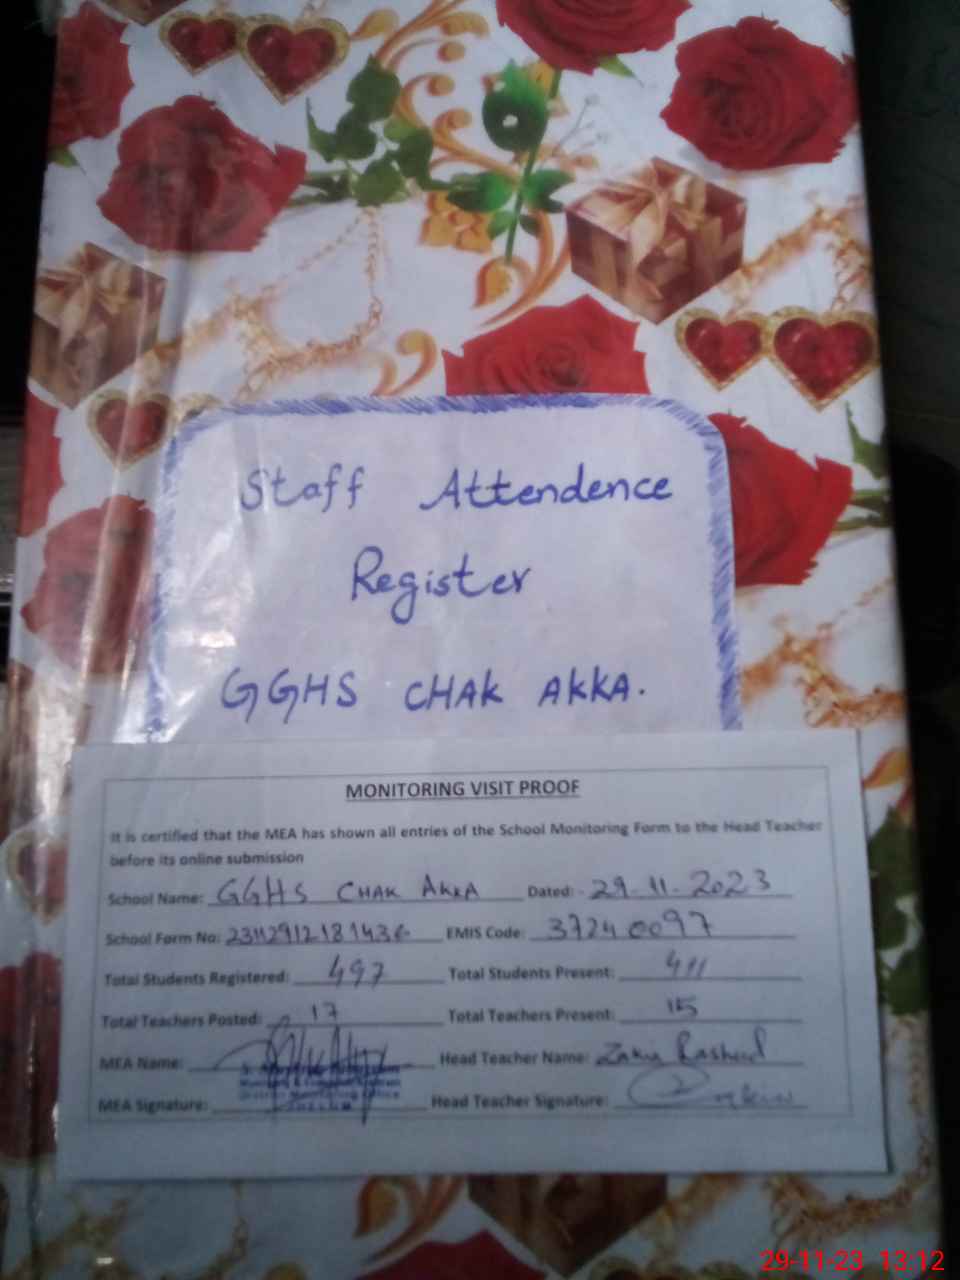 Staff Attendence
Register
GGHS CHAK AKKA.
MONITORING VISIT PROOF
It is certified that the MEA has shown all entries of the School Monitoring Form to the Head Teacher
before its online submission
School Name: GGHS CHAK AKKA Dated: 29-11-2023
School Form No: EMIS Code: 37240097
Total Students Registered: 497 Total Students Present: 411
Total Teachers Posted: 17 Total Teachers Present: 15
MEA Name: Head Teacher Name: Rasheed
District Monitoring Office
MEA Signature: Head Teacher Signature:
29-11-23 13:12